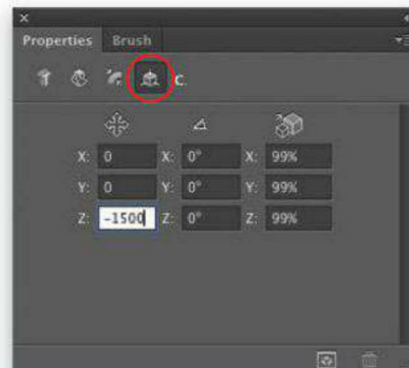 Properties Brush
C.
X: 0 X: 0° X: 99%
Y: 0 Y: 0° Y: 99%
Z: -1500 Z: 0° Z: 99%